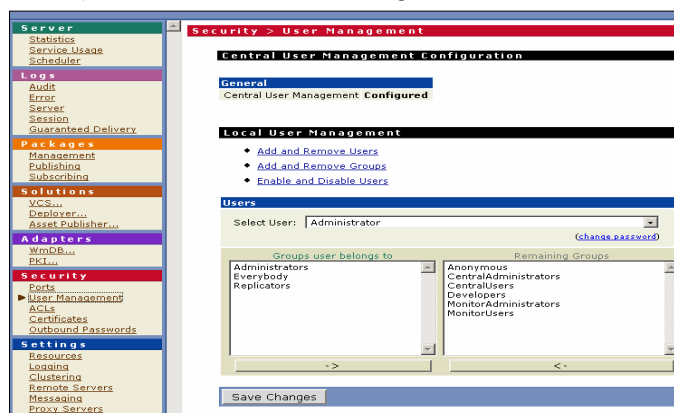 Server
Statistics
Service Usage
Scheduler
Logs
Audit
Error
Server
Session
Guaranteed Delivery
Packages
Management
Publishing
Subscribing
Solutions
VCS...
Deployer...
Asset Publisher...
Adapters
WmDB...
PKI...
Security
Ports
User Management
ACLs
Certificates
Outbound Passwords
Settings
Resources
Logging
Clustering
Remote Servers
Messaging
Proxy Servers
Security > User Management
Central User Management Configuration
General
Central User Management Configured
Local User Management
Add and Remove Users
Add and Remove Groups
Enable and Disable Users
Users
Select User: Administrator
(change password)
Groups user belongs to
Administrators
Everybody
Replicators
->
Remaining Groups
Anonymous
CentralAdministrators
CentralUsers
Developers
MonitorAdministrators
MonitorUsers
<-
Save Changes